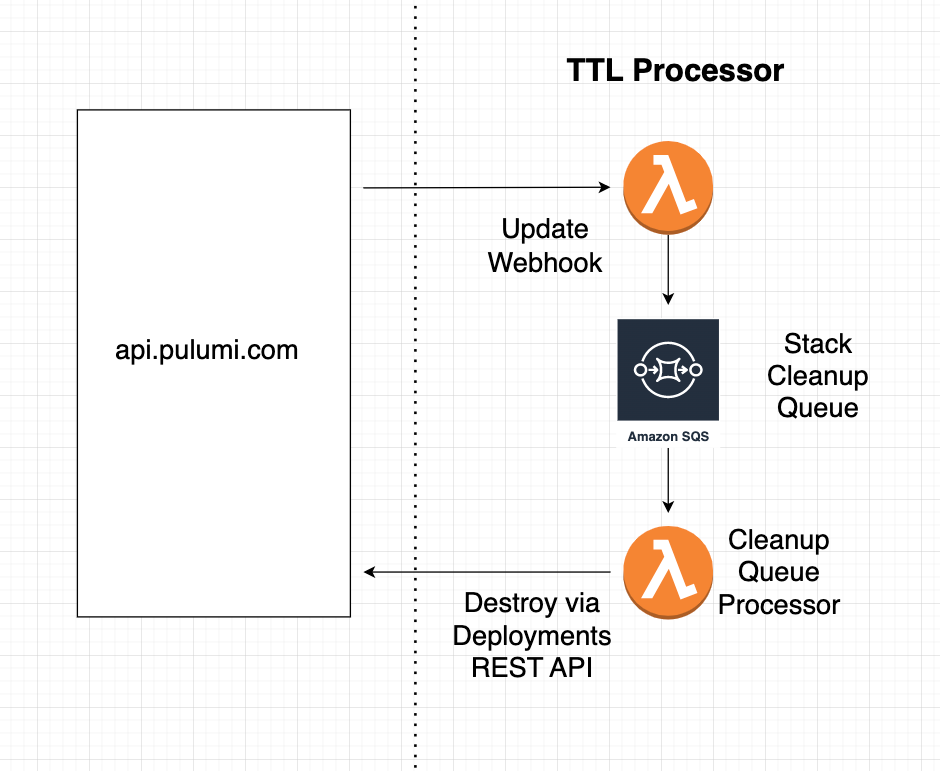 TTL Processor
Update
Webhook
api.pulumi.com
Stack
Cleanup
Queue
Amazon SQS
Cleanup
Queue
Processor
Destroy via
Deployments
REST API